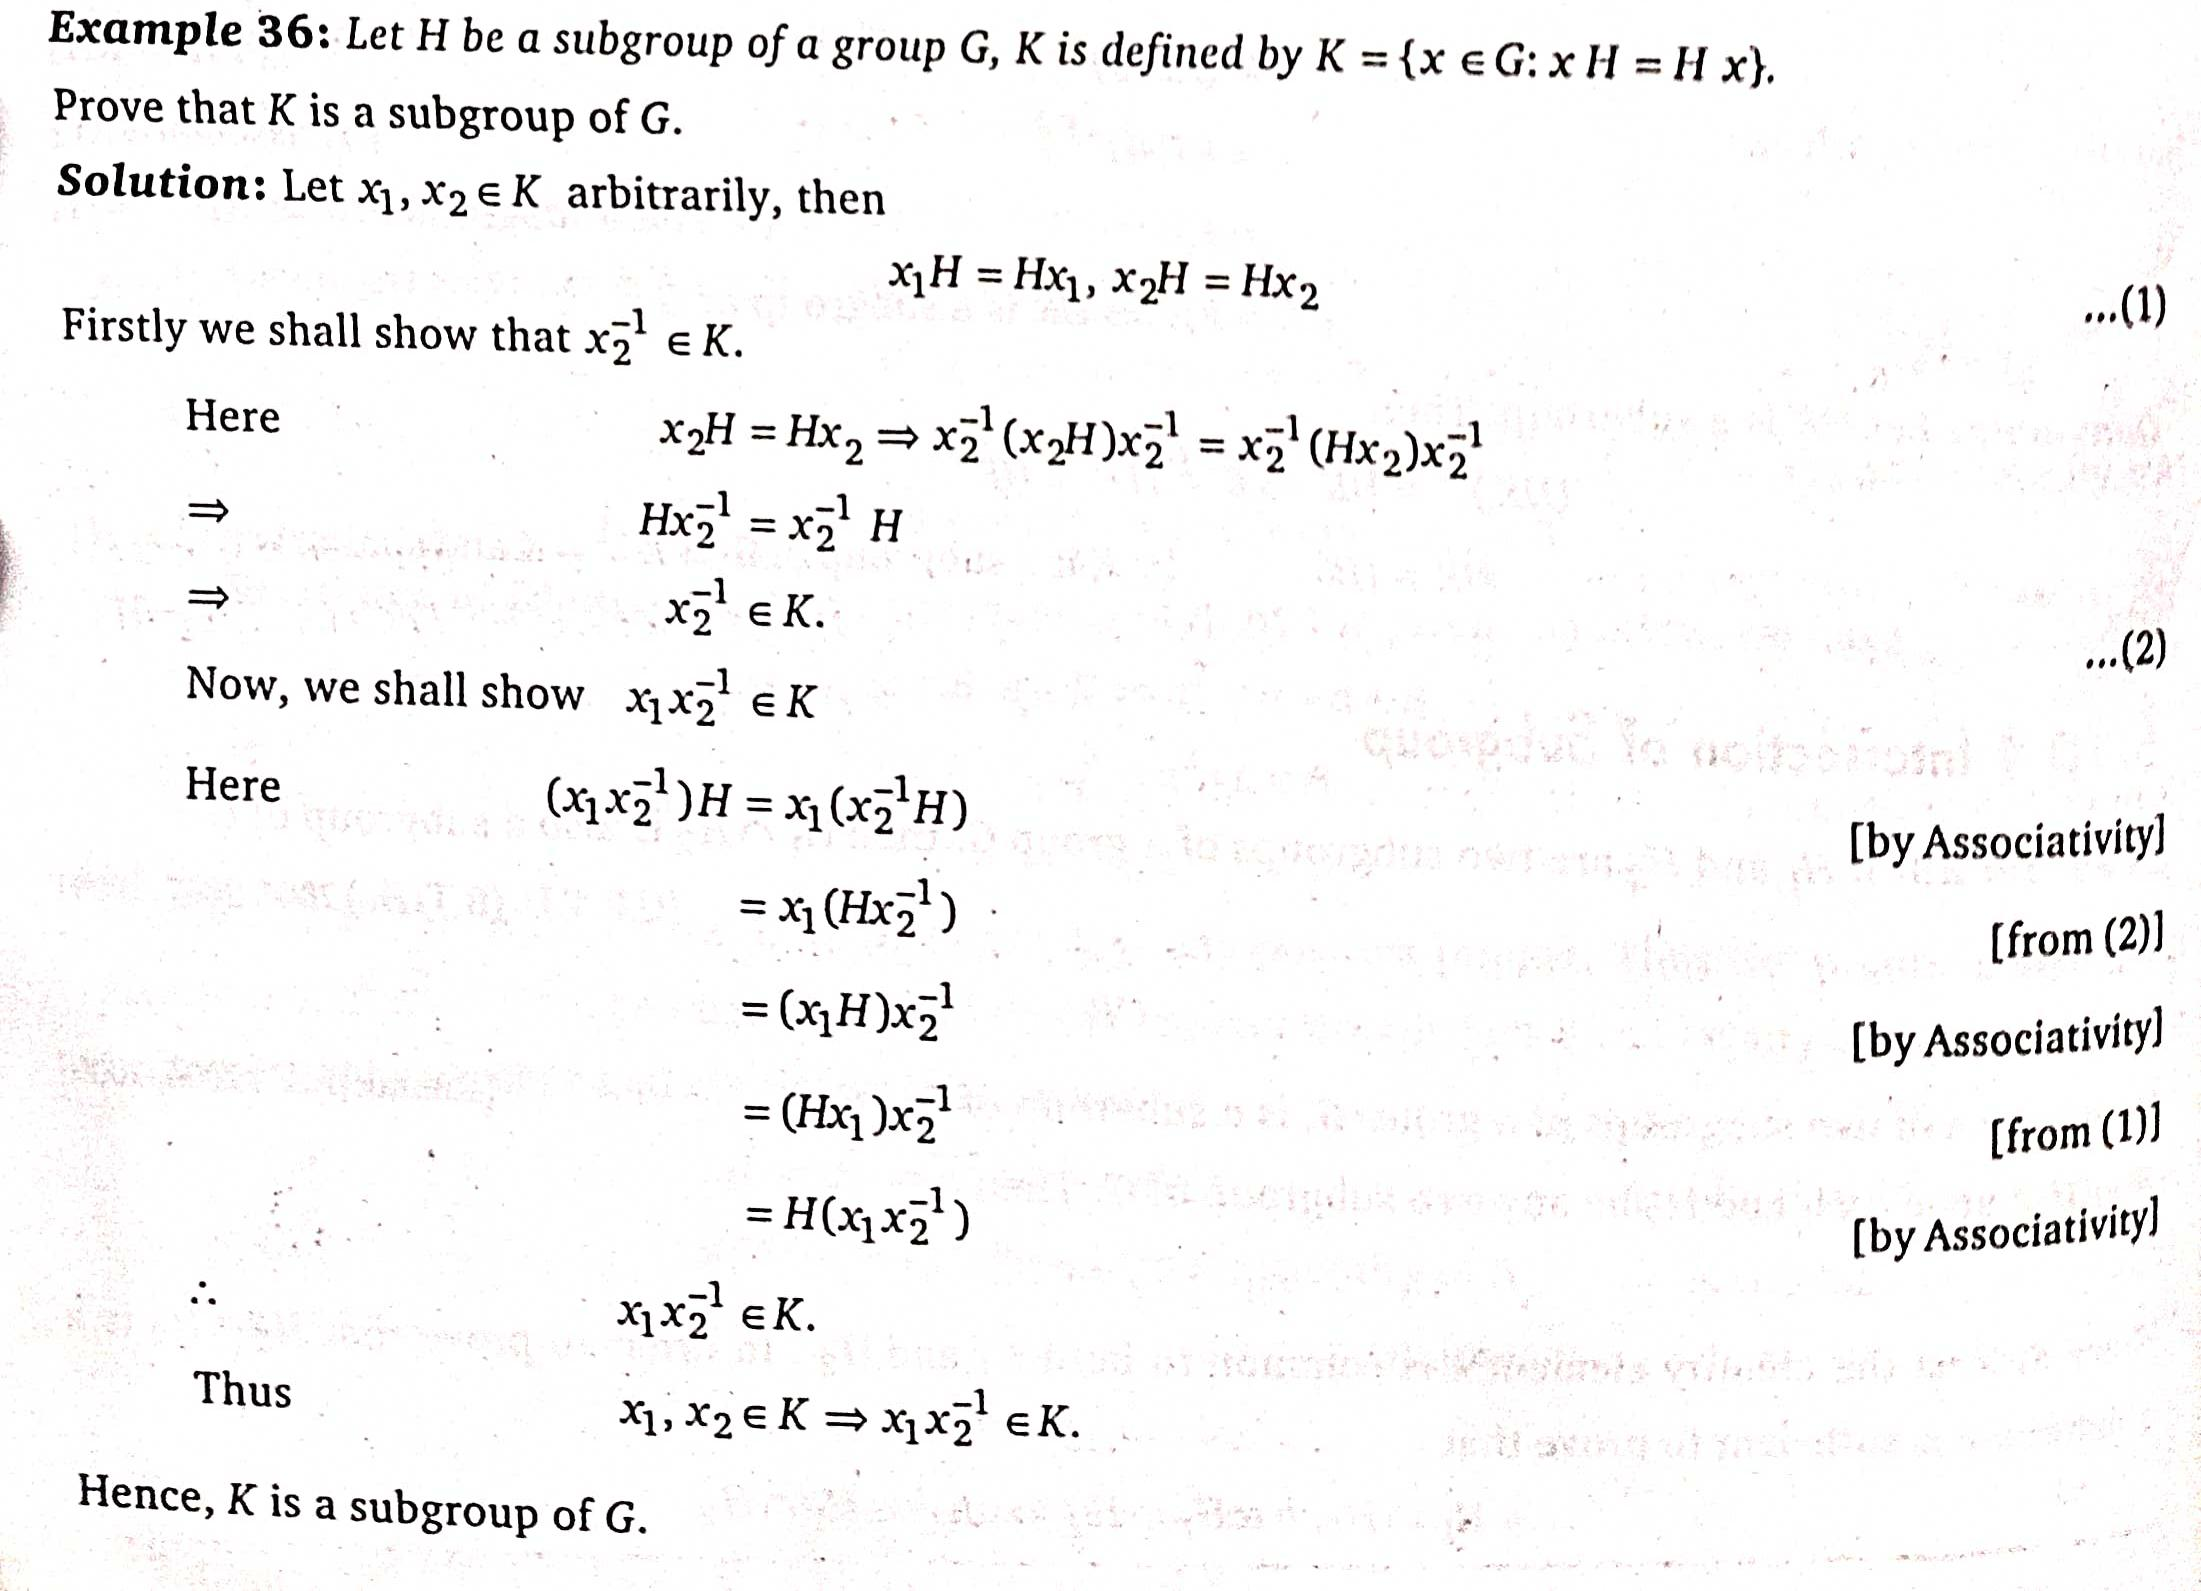 Example 36: Let H be a subgroup of a group G, K is defined by K = {x ∈ G: x H = H x}.
Prove that K is a subgroup of G.
Solution: Let x₁, x₂ ∈ K arbitrarily, then
x₁H = Hx₁, x₂H = Hx₂ ...(1)
Firstly we shall show that x₂⁻¹ ∈ K.
Here x₂H = Hx₂ ⇒ x₂⁻¹(x₂H)x₂⁻¹ = x₂⁻¹(Hx₂)x₂⁻¹
⇒ Hx₂⁻¹ = x₂⁻¹ H
⇒ x₂⁻¹ ∈ K. ...(2)
Now, we shall show x₁x₂⁻¹ ∈ K
Here (x₁x₂⁻¹)H = x₁(x₂⁻¹H) [by Associativity]
= x₁(Hx₂⁻¹) [from (2)]
= (x₁H)x₂⁻¹ [by Associativity]
= (Hx₁)x₂⁻¹ [from (1)]
= H(x₁x₂⁻¹) [by Associativity]
∴ x₁x₂⁻¹ ∈ K.
Thus x₁, x₂ ∈ K ⇒ x₁x₂⁻¹ ∈ K.
Hence, K is a subgroup of G.